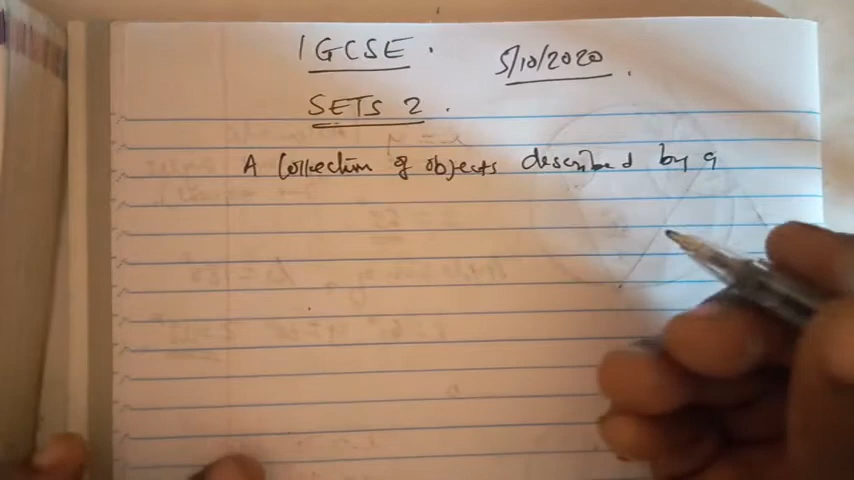 IGCSE.
5/10/2020.
SETS 2.
A Collection of objects described by a